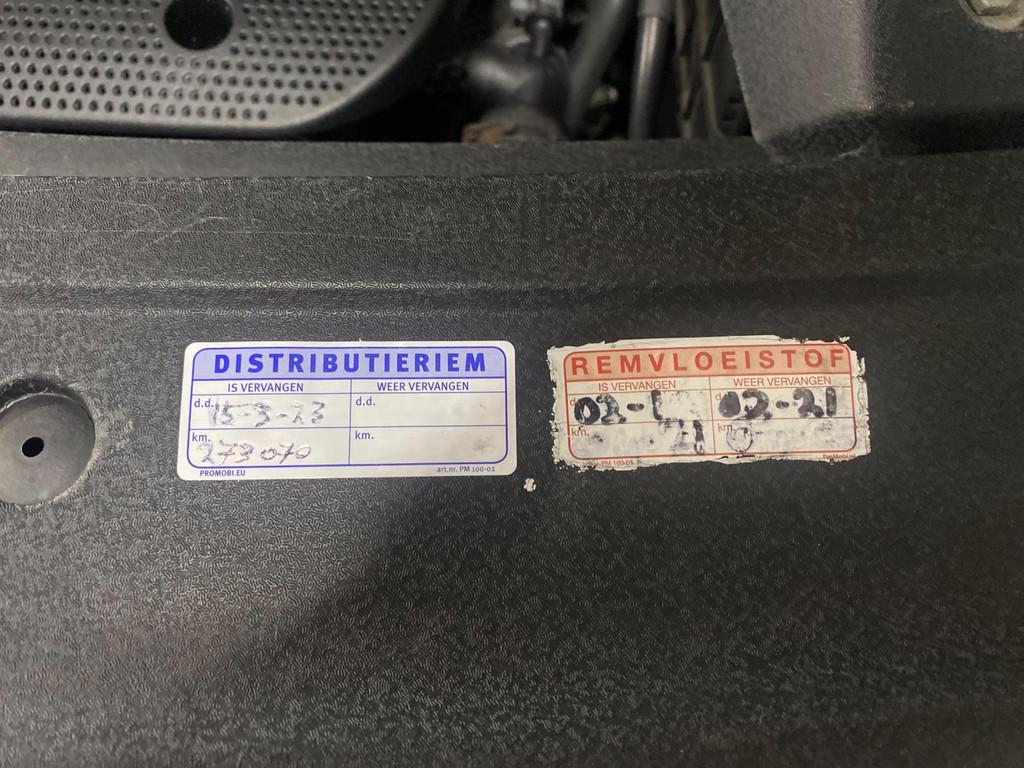 DISTRIBUTIERIEM
IS VERVANGEN WEER VERVANGEN
d.d. 15-3-23 d.d.
km. 273070 km.
PROMOBI.EU art.nr. PM 100-02
REMVLOEISTOF
IS VERVANGEN WEER VERVANGEN
02-21
km.